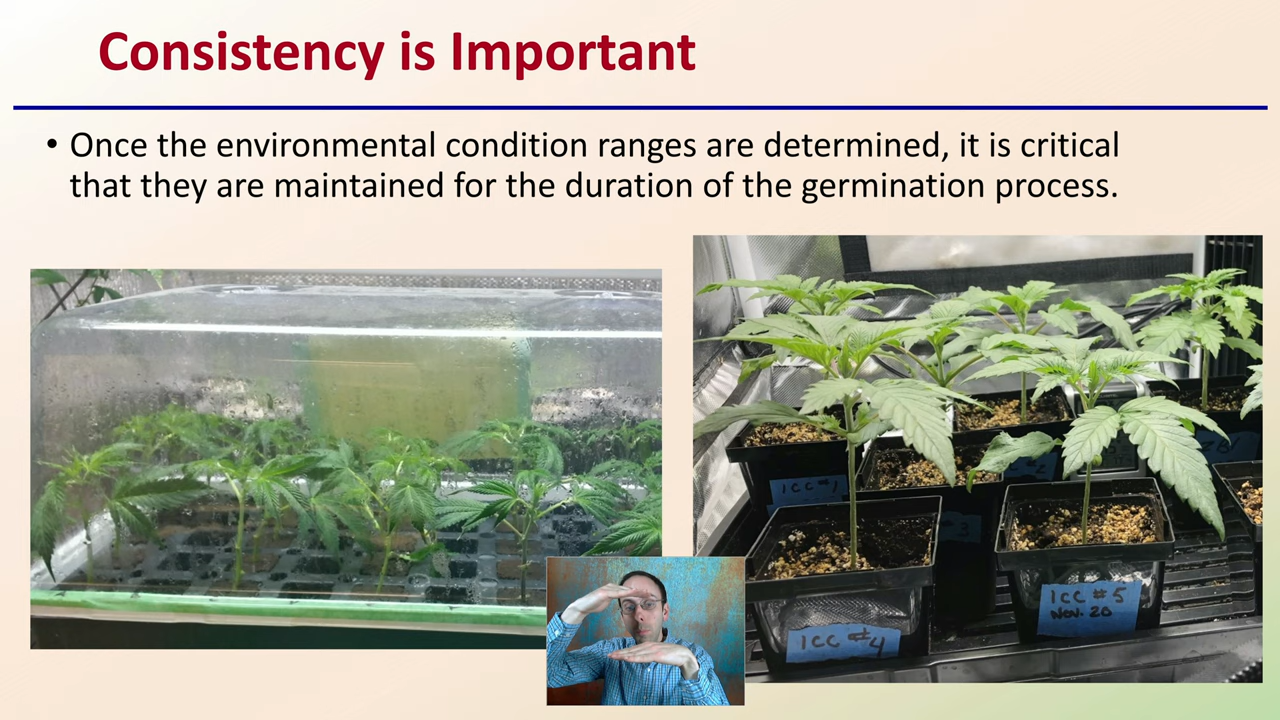 Consistency is Important
• Once the environmental condition ranges are determined, it is critical
that they are maintained for the duration of the germination process.
ICC #1
ICC #4
ICC #5
Nov. 20